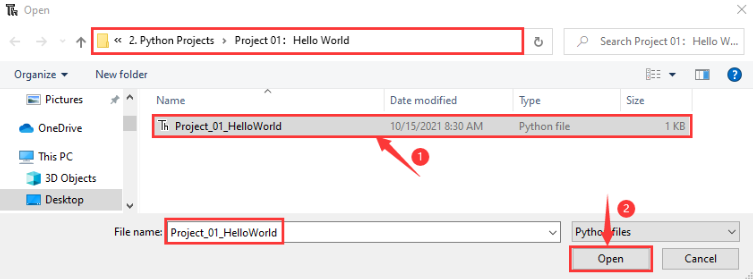 Open
« 2. Python Projects › Project 01：Hello World
Search Project 01： Hello W...
Organize New folder
Name Date modified Type Size
Pictures
Project_01_HelloWorld 10/15/2021 8:30 AM Python file 1 KB
OneDrive
1
This PC
3D Objects
Desktop
2
File name: Project_01_HelloWorld Python files
Open Cancel